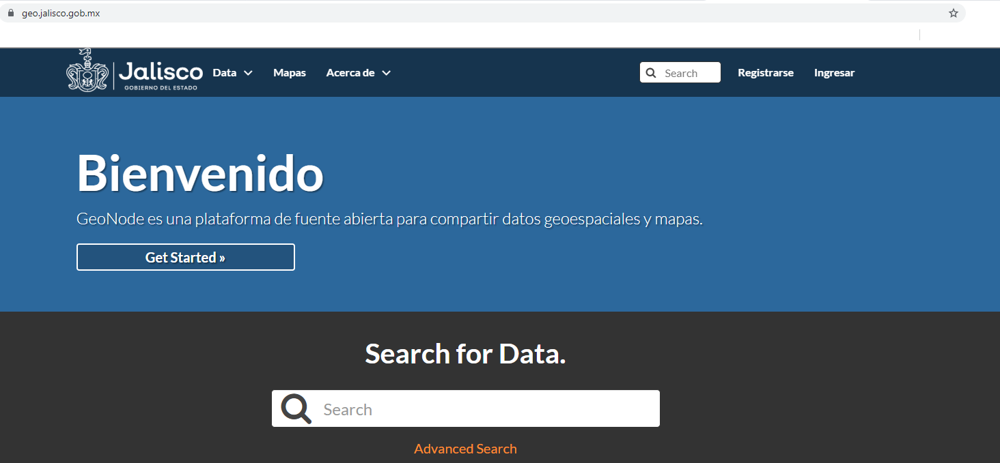 geo.jalisco.gob.mx
Jalisco
GOBIERNO DEL ESTADO
Data
Mapas
Acerca de
Search
Registrarse
Ingresar
Bienvenido
GeoNode es una plataforma de fuente abierta para compartir datos geoespaciales y mapas.
Get Started »
Search for Data.
Search
Advanced Search